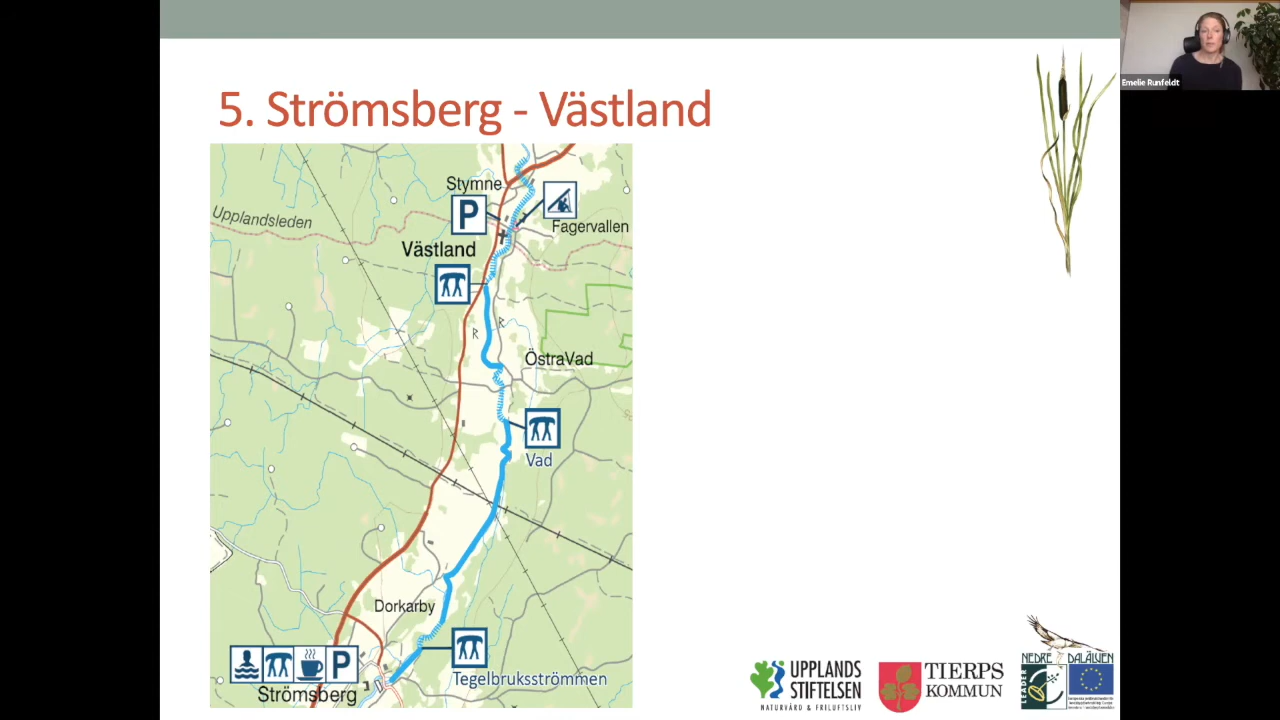 Emelie Runfeldt
5. Strömsberg - Västland
Stymne
P
Upplandsleden
Fagervallen
Västland
R
R
ÖstraVad
Vad
Dorkarby
P
Tegelbruksströmmen
Strömsberg
UPPLANDS
STIFTELSEN
NATURVÅRD & FRILUFTSLIV
TIERPS
KOMMUN
NEDRE DALÄLVEN
LEADER